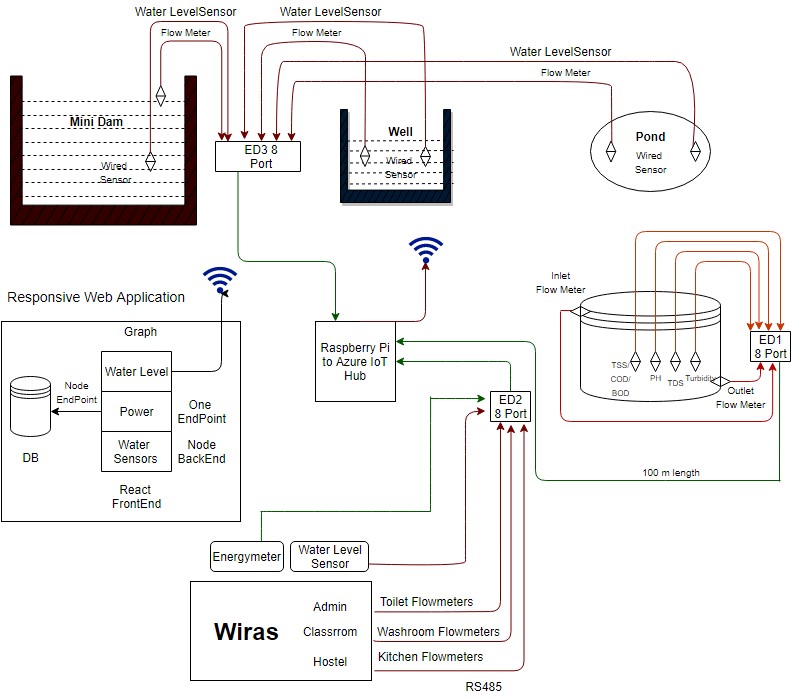 Water LevelSensor
Flow Meter
Water LevelSensor
Flow Meter
Water LevelSensor
Flow Meter
Mini Dam
Wired
Sensor
ED3 8
Port
Well
Wired
Sensor
Pond
Wired
Sensor
Inlet
Flow Meter
Responsive Web Application
Graph
Water Level
Node
EndPoint
Power
One
EndPoint
Water
Sensors
Node
BackEnd
DB
React
FrontEnd
Raspberry Pi
to Azure IoT
Hub
ED1
8 Port
TSS/
COD/
BOD
PH
TDS
Turbidity
Outlet
Flow Meter
ED2
8 Port
100 m length
Energymeter
Water Level
Sensor
Wiras
Admin
Classrrom
Hostel
Toilet Flowmeters
Washroom Flowmeters
Kitchen Flowmeters
RS485